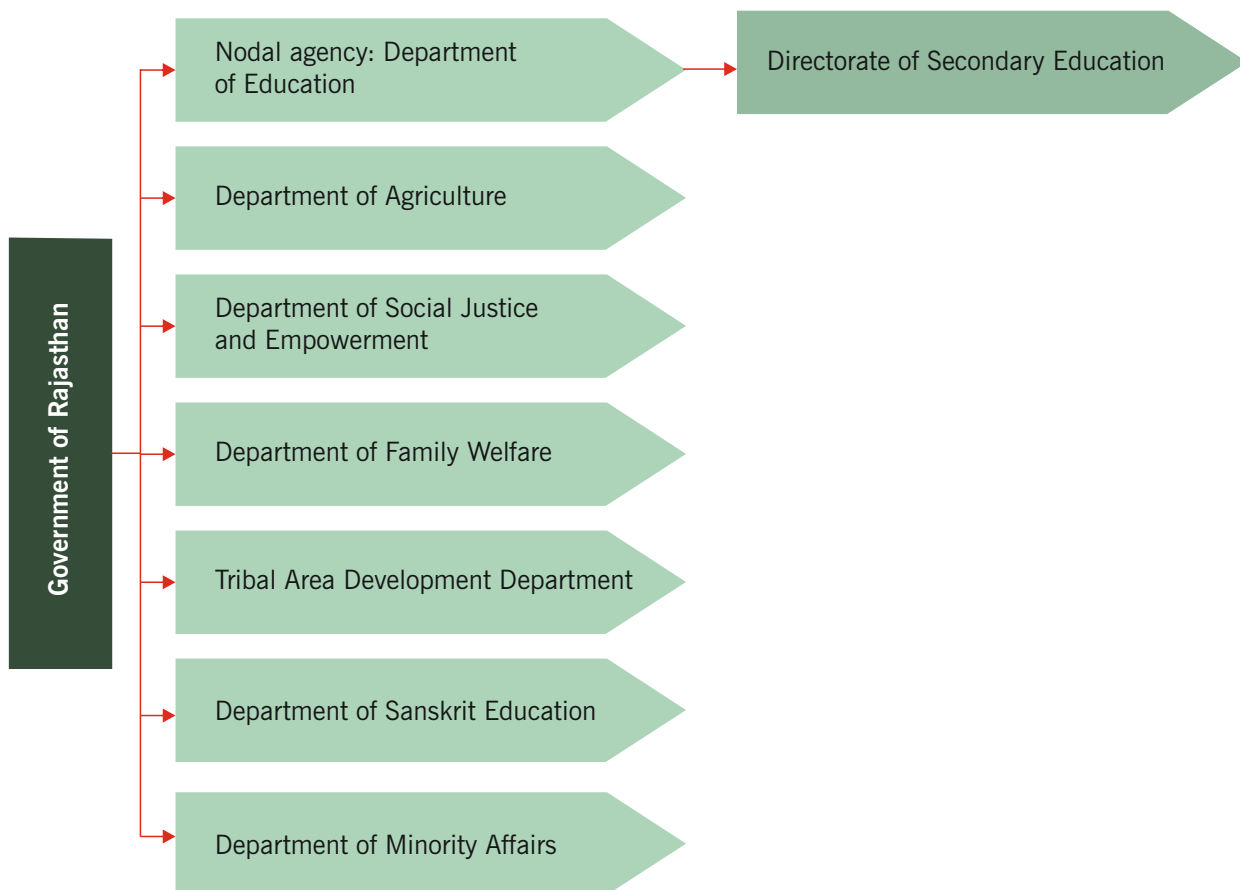 Government of Rajasthan
Nodal agency: Department
of Education
Directorate of Secondary Education
Department of Agriculture
Department of Social Justice
and Empowerment
Department of Family Welfare
Tribal Area Development Department
Department of Sanskrit Education
Department of Minority Affairs